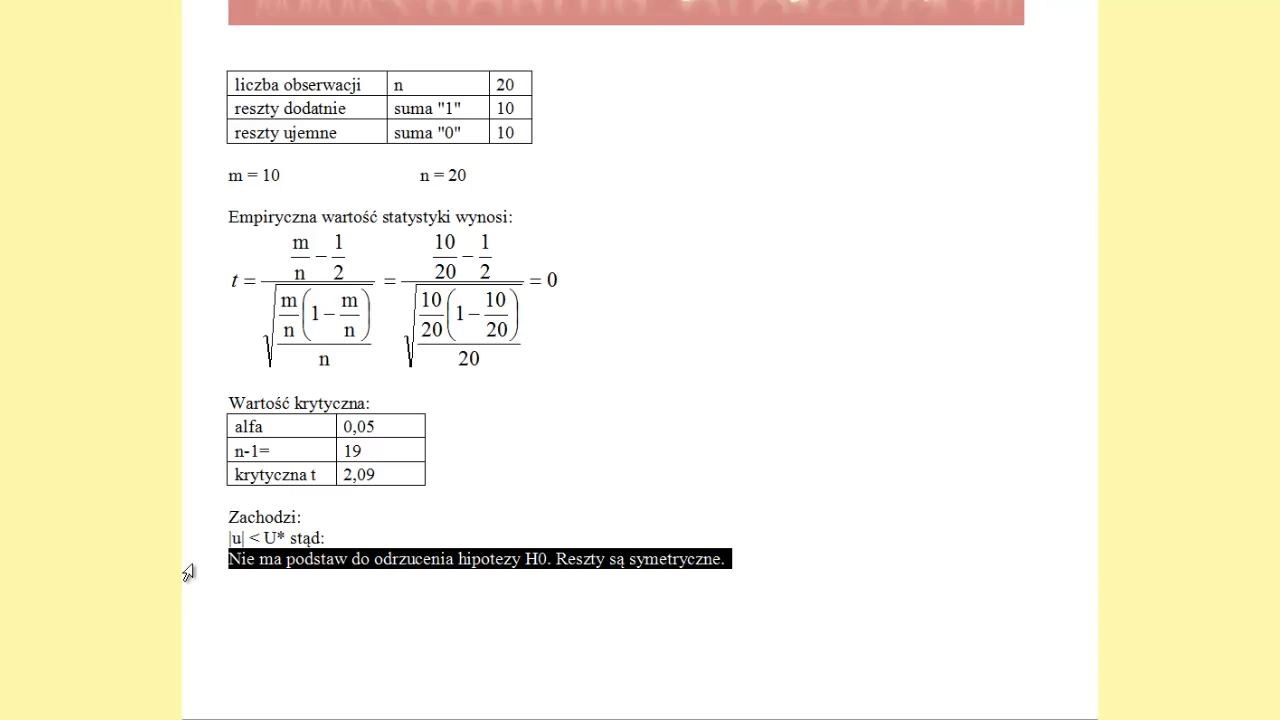 liczba obserwacji n 20
reszty dodatnie suma "1" 10
reszty ujemne suma "0" 10
m = 10 n = 20
Empiryczna wartość statystyki wynosi:
t = (m/n − 1/2) / √(m/n (1 − m/n) / n) = (10/20 − 1/2) / √(10/20 (1 − 10/20) / 20) = 0
Wartość krytyczna:
alfa 0,05
n-1= 19
krytyczna t 2,09
Zachodzi:
|u| < U* stąd:
Nie ma podstaw do odrzucenia hipotezy H0. Reszty są symetryczne.